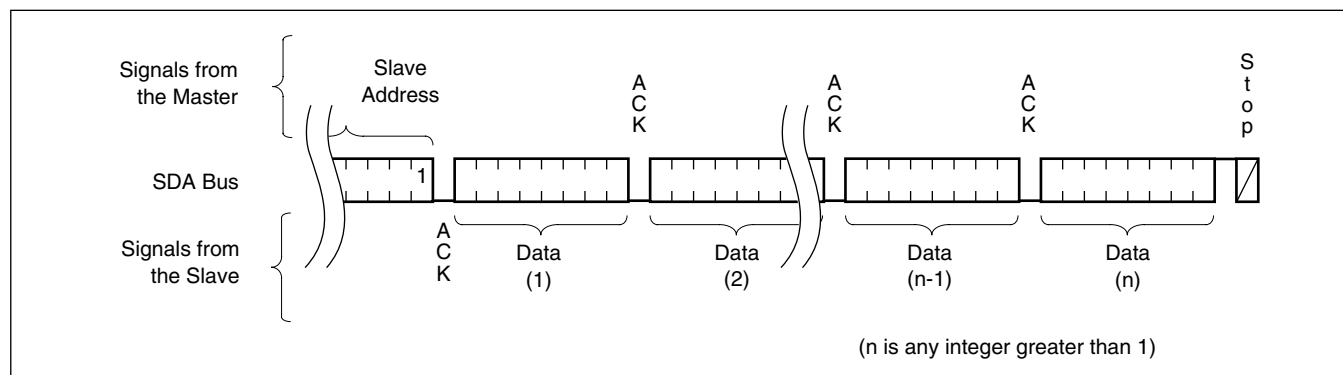 Signals from
the Master
Slave
Address
A
C
K
A
C
K
A
C
K
S
t
o
p
SDA Bus
1
Signals from
the Slave
A
C
K
Data
(1)
Data
(2)
Data
(n-1)
Data
(n)
(n is any integer greater than 1)